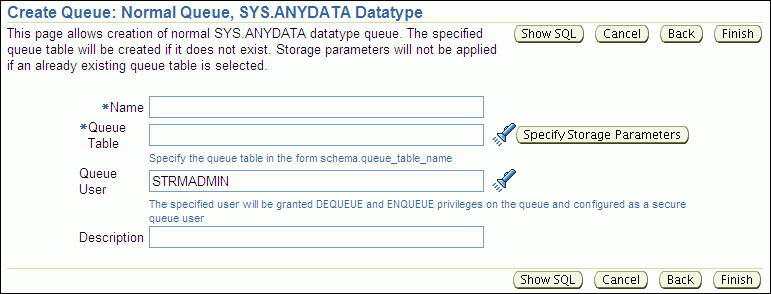 Create Queue: Normal Queue, SYS.ANYDATA Datatype
This page allows creation of normal SYS.ANYDATA datatype queue. The specified
queue table will be created if it does not exist. Storage parameters will not be applied
if an already existing queue table is selected.
Show SQL Cancel Back Finish
*Name
*Queue
Table
Specify Storage Parameters
Specify the queue table in the form schema.queue_table_name
Queue
User
STRMADMIN
The specified user will be granted DEQUEUE and ENQUEUE privileges on the queue and configured as a secure
queue user
Description
Show SQL Cancel Back Finish